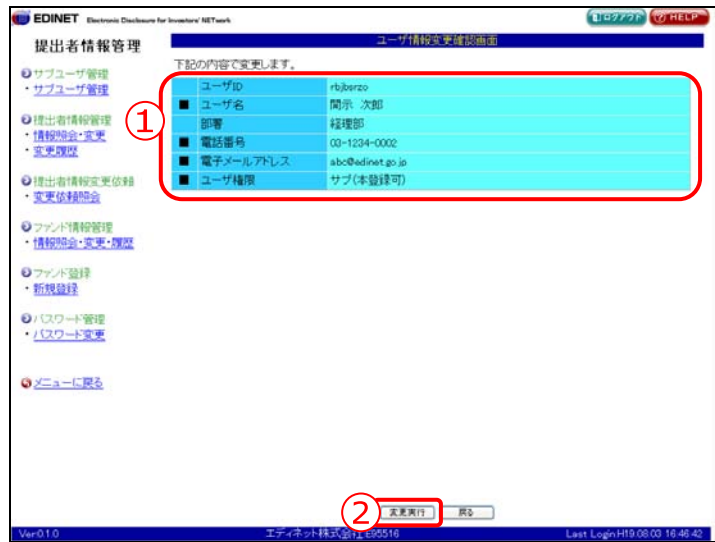 EDINET Electronic Disclosure for Investors' NETwork
ログアウト ? HELP
提出者情報管理
ユーザ情報変更確認画面
下記の内容で変更します。
サブユーザ管理
・サブユーザ管理
提出者情報管理
・情報照会・変更
・変更履歴
提出者情報変更依頼
・変更依頼照会
ファンド情報管理
・情報照会・変更・履歴
ファンド登録
・新規登録
パスワード管理
・パスワード変更
メニューに戻る
①
ユーザID rbjbsrzo
■ ユーザ名 開示 次郎
部署 経理部
■ 電話番号 03-1234-0002
■ 電子メールアドレス abc@edinet.go.jp
■ ユーザ権限 サブ(本登録可)
②
変更実行 戻る
Ver0.1.0 エディネット株式会社 E95516 Last Login:H19.08.03 16:46:42